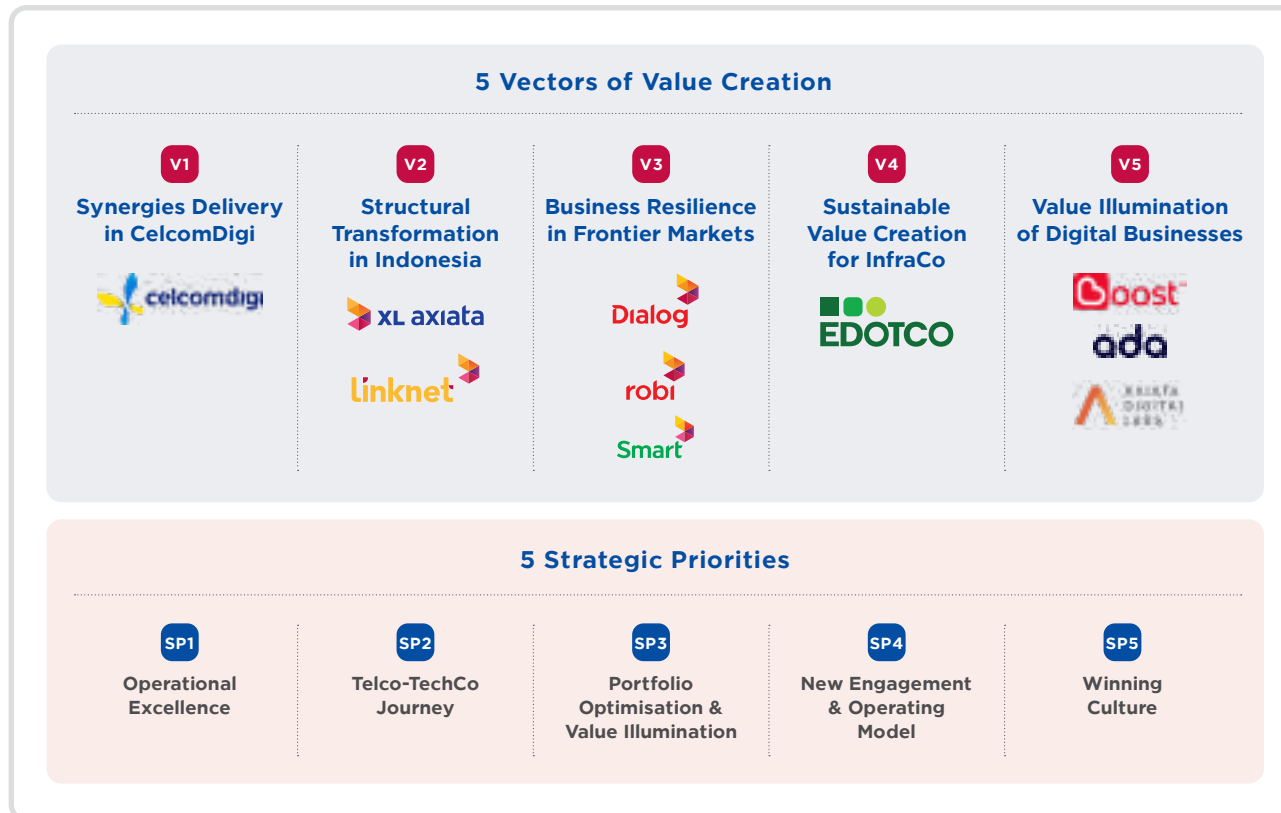 5 Vectors of Value Creation
V1
Synergies Delivery
in CelcomDigi
celcomdigi
V2
Structural
Transformation
in Indonesia
XL axiata
linknet
V3
Business Resilience
in Frontier Markets
Dialog
robi
Smart
V4
Sustainable
Value Creation
for InfraCo
EDOTCO
V5
Value Illumination
of Digital Businesses
Boost
ada
AXIATA
DIGITAL
LABS
5 Strategic Priorities
SP1
Operational
Excellence
SP2
Telco-TechCo
Journey
SP3
Portfolio
Optimisation &
Value Illumination
SP4
New Engagement
& Operating
Model
SP5
Winning
Culture